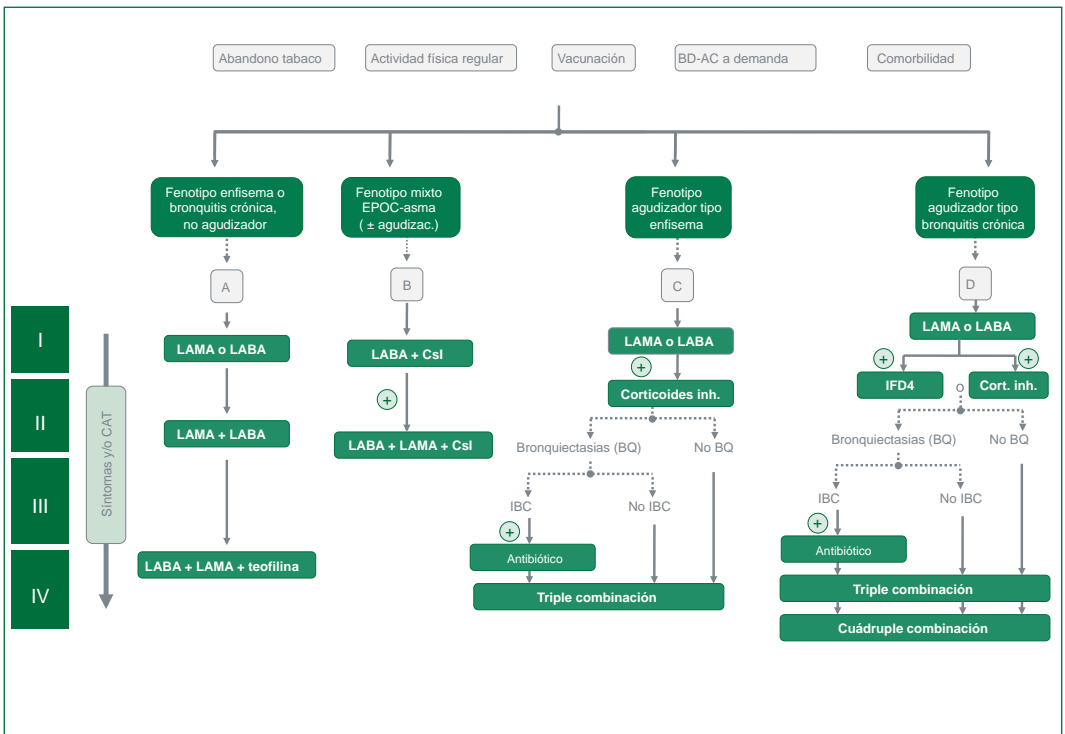 Abandono tabaco
Actividad física regular
Vacunación
BD-AC a demanda
Comorbilidad
Fenotipo enfisema o
bronquitis crónica,
no agudizador
Fenotipo mixto
EPOC-asma
( ± agudizac.)
Fenotipo
agudizador tipo
enfisema
Fenotipo
agudizador tipo
bronquitis crónica
A
B
C
D
I
II
III
IV
Síntomas y/o CAT
LAMA o LABA
LAMA + LABA
LABA + LAMA + teofilina
LABA + CsI
+
LABA + LAMA + CsI
LAMA o LABA
+
Corticoides inh.
Bronquiectasias (BQ)
No BQ
IBC
No IBC
+
Antibiótico
Triple combinación
LAMA o LABA
+
+
IFD4
o
Cort. inh.
Bronquiectasias (BQ)
No BQ
IBC
No IBC
+
Antibiótico
Triple combinación
Cuádruple combinación